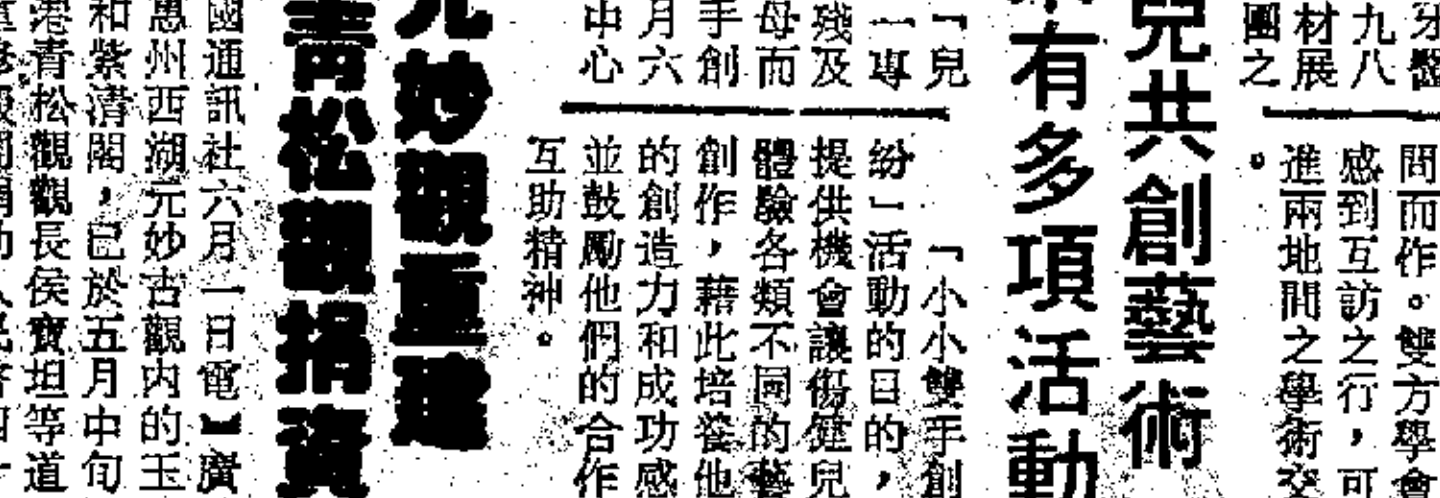 牙醫
九八
材展
團之
問而作。雙方學會
感到互訪之行，可
進兩地間之學術交
。
兒共創藝術
有多項活動
「兒
一專
殘及
母而
手創
月六
中心
「小小雙手創
紛」活動的目的，
提供機會讓傷健兒
體驗各類不同的藝
創作，藉此培養他
的創造力和成功感
並鼓勵他們的合作
互助精神。
元妙觀重建
青松觀捐資
國通訊社六月一日電】廣
惠州西湖元妙古觀內的玉
和紫清閣，已於五月中旬
港青松觀觀長侯寶坦等道